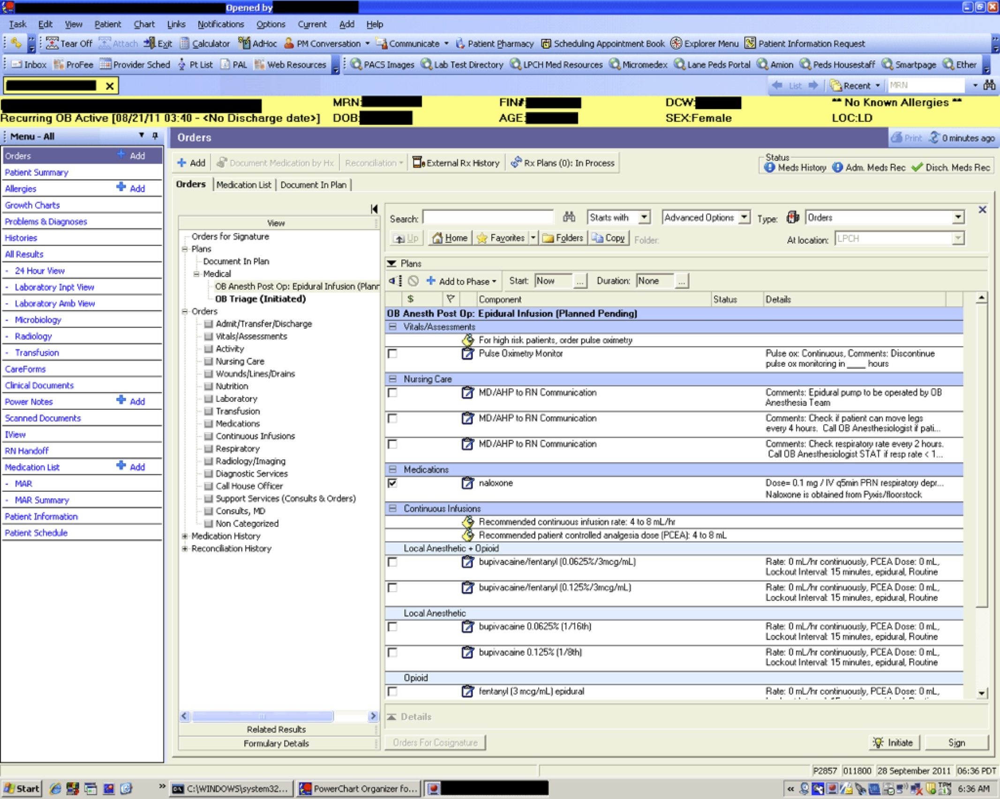 Opened by
Task Edit View Patient Chart Links Notifications Options Current Add Help
Tear Off Attach Exit Calculator AdHoc PM Conversation Communicate Patient Pharmacy Scheduling Appointment Book Explorer Menu Patient Information Request
Inbox ProFee Provider Sched Pt List PAL Web Resources PACS Images Lab Test Directory LPCH Med Resources Micromedex Lane Peds Portal Amion Peds Housestaff Smartpage Ether
List Recent MRN
MRN: FIN#: DCW: ** No Known Allergies **
Recurring OB Active [08/21/11 03:40 - <No Discharge date>] DOB: AGE: SEX:Female LOC:LD
Menu - All
Orders Add
Patient Summary
Allergies Add
Growth Charts
Problems & Diagnoses
Histories
All Results
- 24 Hour View
- Laboratory Inpt View
- Laboratory Amb View
- Microbiology
- Radiology
- Transfusion
CareForms
Clinical Documents
Power Notes Add
Scanned Documents
IView
RN Handoff
Medication List Add
- MAR
- MAR Summary
Patient Information
Patient Schedule
Orders
Print 0 minutes ago
Add Document Medication by Hx Reconciliation External Rx History Rx Plans (0): In Process
Status
Meds History Adm. Meds Rec Disch. Meds Rec
Orders Medication List Document In Plan
View
Orders for Signature
Plans
Document In Plan
Medical
OB Anesth Post Op: Epidural Infusion (Plann
OB Triage (Initiated)
Orders
Admit/Transfer/Discharge
Vitals/Assessments
Activity
Nursing Care
Wounds/Lines/Drains
Nutrition
Laboratory
Transfusion
Medications
Continuous Infusions
Respiratory
Radiology/Imaging
Diagnostic Services
Call House Officer
Support Services (Consults & Orders)
Consults, MD
Non Categorized
Medication History
Reconciliation History
Related Results
Formulary Details
Search: Starts with Advanced Options Type: Orders
Up Home Favorites Folders Copy Folder: At location: LPCH
Plans
Add to Phase Start: Now ... Duration: None ...
$ Component Status Details
OB Anesth Post Op: Epidural Infusion (Planned Pending)
Vitals/Assessments
For high risk patients, order pulse oximetry
Pulse Oximetry Monitor Pulse ox: Continuous, Comments: Discontinue
pulse ox monitoring in ____ hours
Nursing Care
MD/AHP to RN Communication Comments: Epidural pump to be operated by OB
Anesthesia Team
MD/AHP to RN Communication Comments: Check if patient can move legs
every 4 hours. Call OB Anesthesiologist if pati...
MD/AHP to RN Communication Comments: Check respiratory rate every 2 hours.
Call OB Anesthesiologist STAT if resp rate < 1...
Medications
naloxone Dose= 0.1 mg / IV q5min PRN respiratory depr...
Naloxone is obtained from Pyxis/floorstock
Continuous Infusions
Recommended continuous infusion rate: 4 to 8 mL/hr
Recommended patient controlled analgesia dose (PCEA): 4 to 8 mL
Local Anesthetic + Opioid
bupivacaine/fentanyl (0.0625%/3mcg/mL) Rate: 0 mL/hr continuously, PCEA Dose: 0 mL,
Lockout Interval: 15 minutes, epidural, Routine
bupivacaine/fentanyl (0.125%/3mcg/mL) Rate: 0 mL/hr continuously, PCEA Dose: 0 mL,
Lockout Interval: 15 minutes, epidural, Routine
Local Anesthetic
bupivacaine 0.0625% (1/16th) Rate: 0 mL/hr continuously, PCEA Dose: 0 mL,
Lockout Interval: 15 minutes, epidural, Routine
bupivacaine 0.125% (1/8th) Rate: 0 mL/hr continuously, PCEA Dose: 0 mL,
Lockout Interval: 15 minutes, epidural, Routine
Opioid
fentanyl (3 mcg/mL) epidural Rate: 0 mL/hr continuously, PCEA Dose: 0 mL,
Details
Orders For Cosignature Initiate Sign
P2857 011800 28 September 2011 06:36 PDT
Start C:\WINDOWS\system32... PowerChart Organizer fo... 6:36 AM